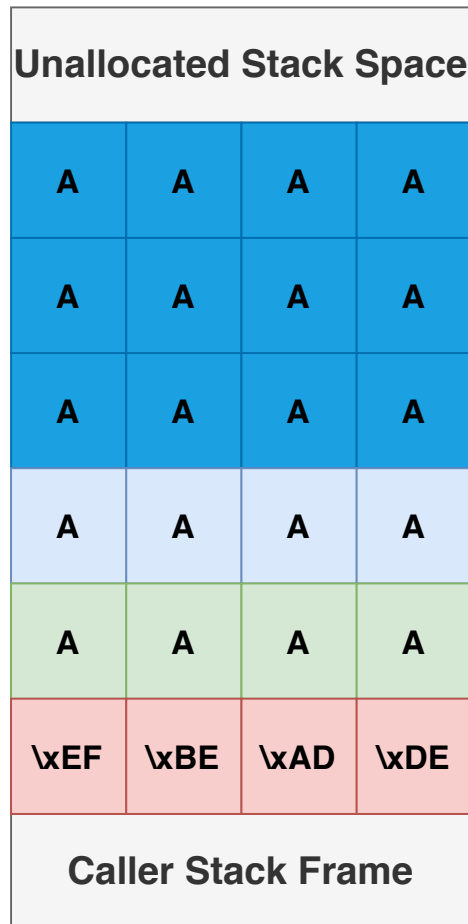 Unallocated Stack Space
A A A A
A A A A
A A A A
A A A A
A A A A
\xEF \xBE \xAD \xDE
Caller Stack Frame